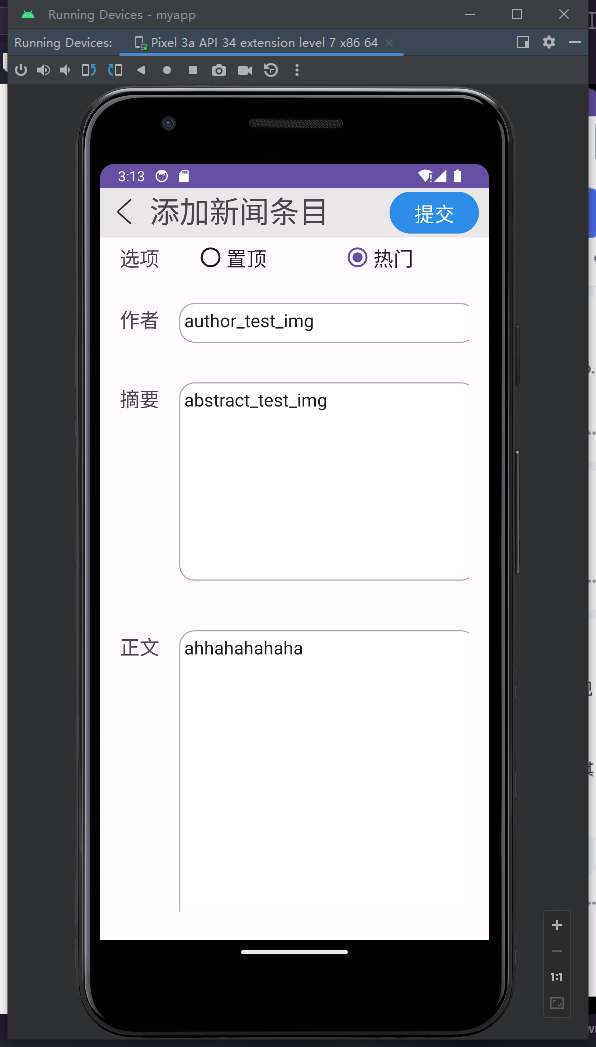 Running Devices - myapp
Running Devices: Pixel 3a API 34 extension level 7 x86 64
3:13
添加新闻条目 提交
选项 置顶 热门
作者 author_test_img
摘要 abstract_test_img
正文 ahhahahahaha
1:1